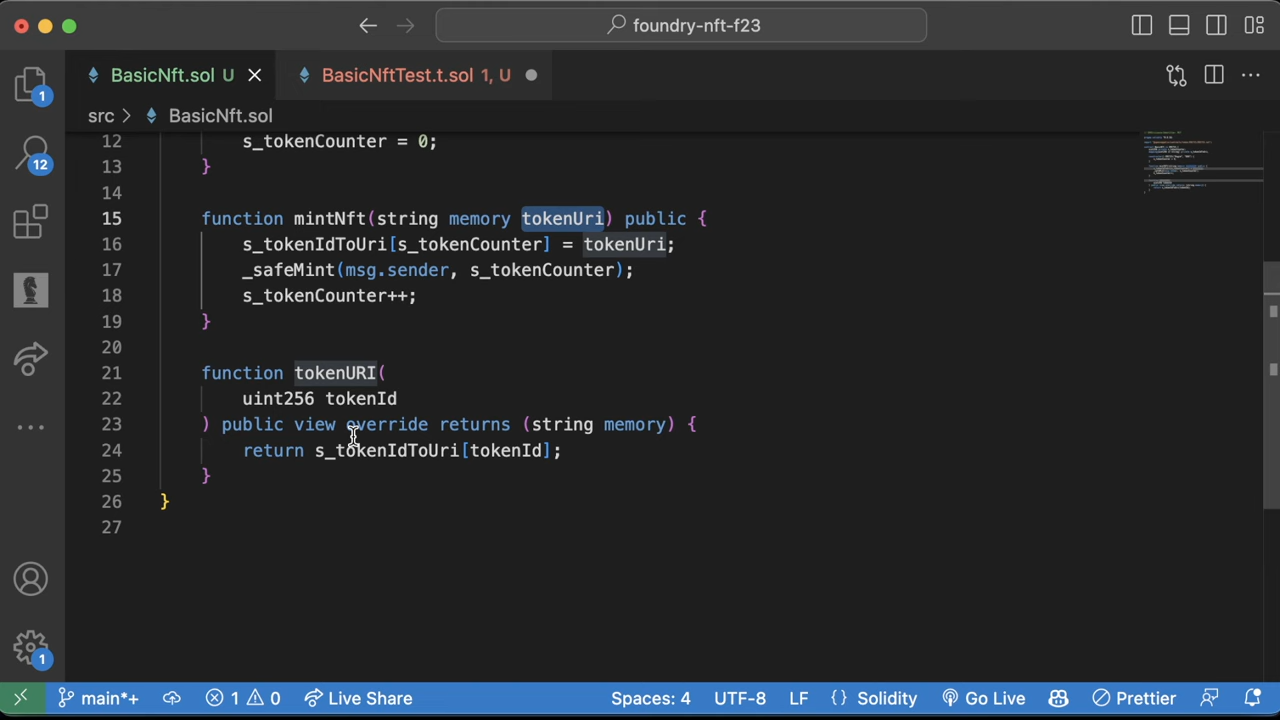 foundry-nft-f23
BasicNft.sol U
BasicNftTest.t.sol 1, U
1
src > BasicNft.sol
12
12 s_tokenCounter = 0;
13 }
14
15 function mintNft(string memory tokenUri) public {
16 s_tokenIdToUri[s_tokenCounter] = tokenUri;
17 _safeMint(msg.sender, s_tokenCounter);
18 s_tokenCounter++;
19 }
20
21 function tokenURI(
22 uint256 tokenId
23 ) public view override returns (string memory) {
24 return s_tokenIdToUri[tokenId];
25 }
26 }
27
1
main*+ 1 0 Live Share Spaces: 4 UTF-8 LF {} Solidity Go Live Prettier